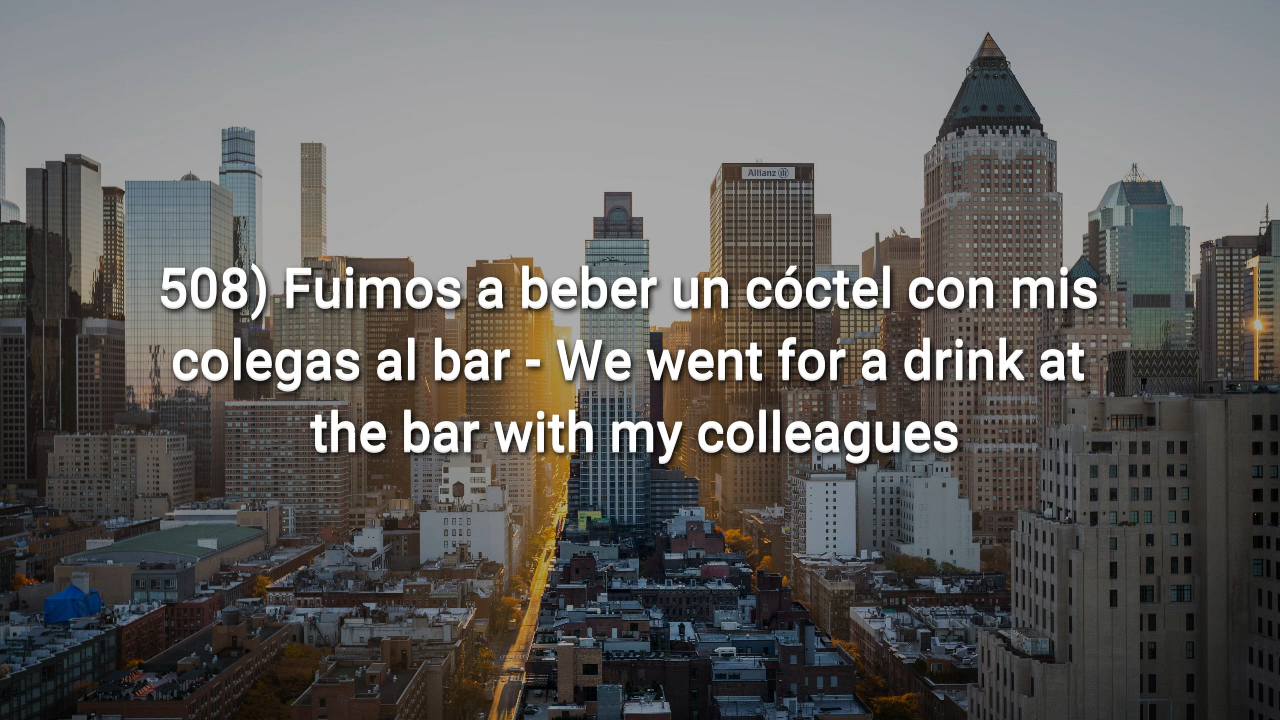 Allianz
508) Fuimos a beber un cóctel con mis
colegas al bar - We went for a drink at
the bar with my colleagues